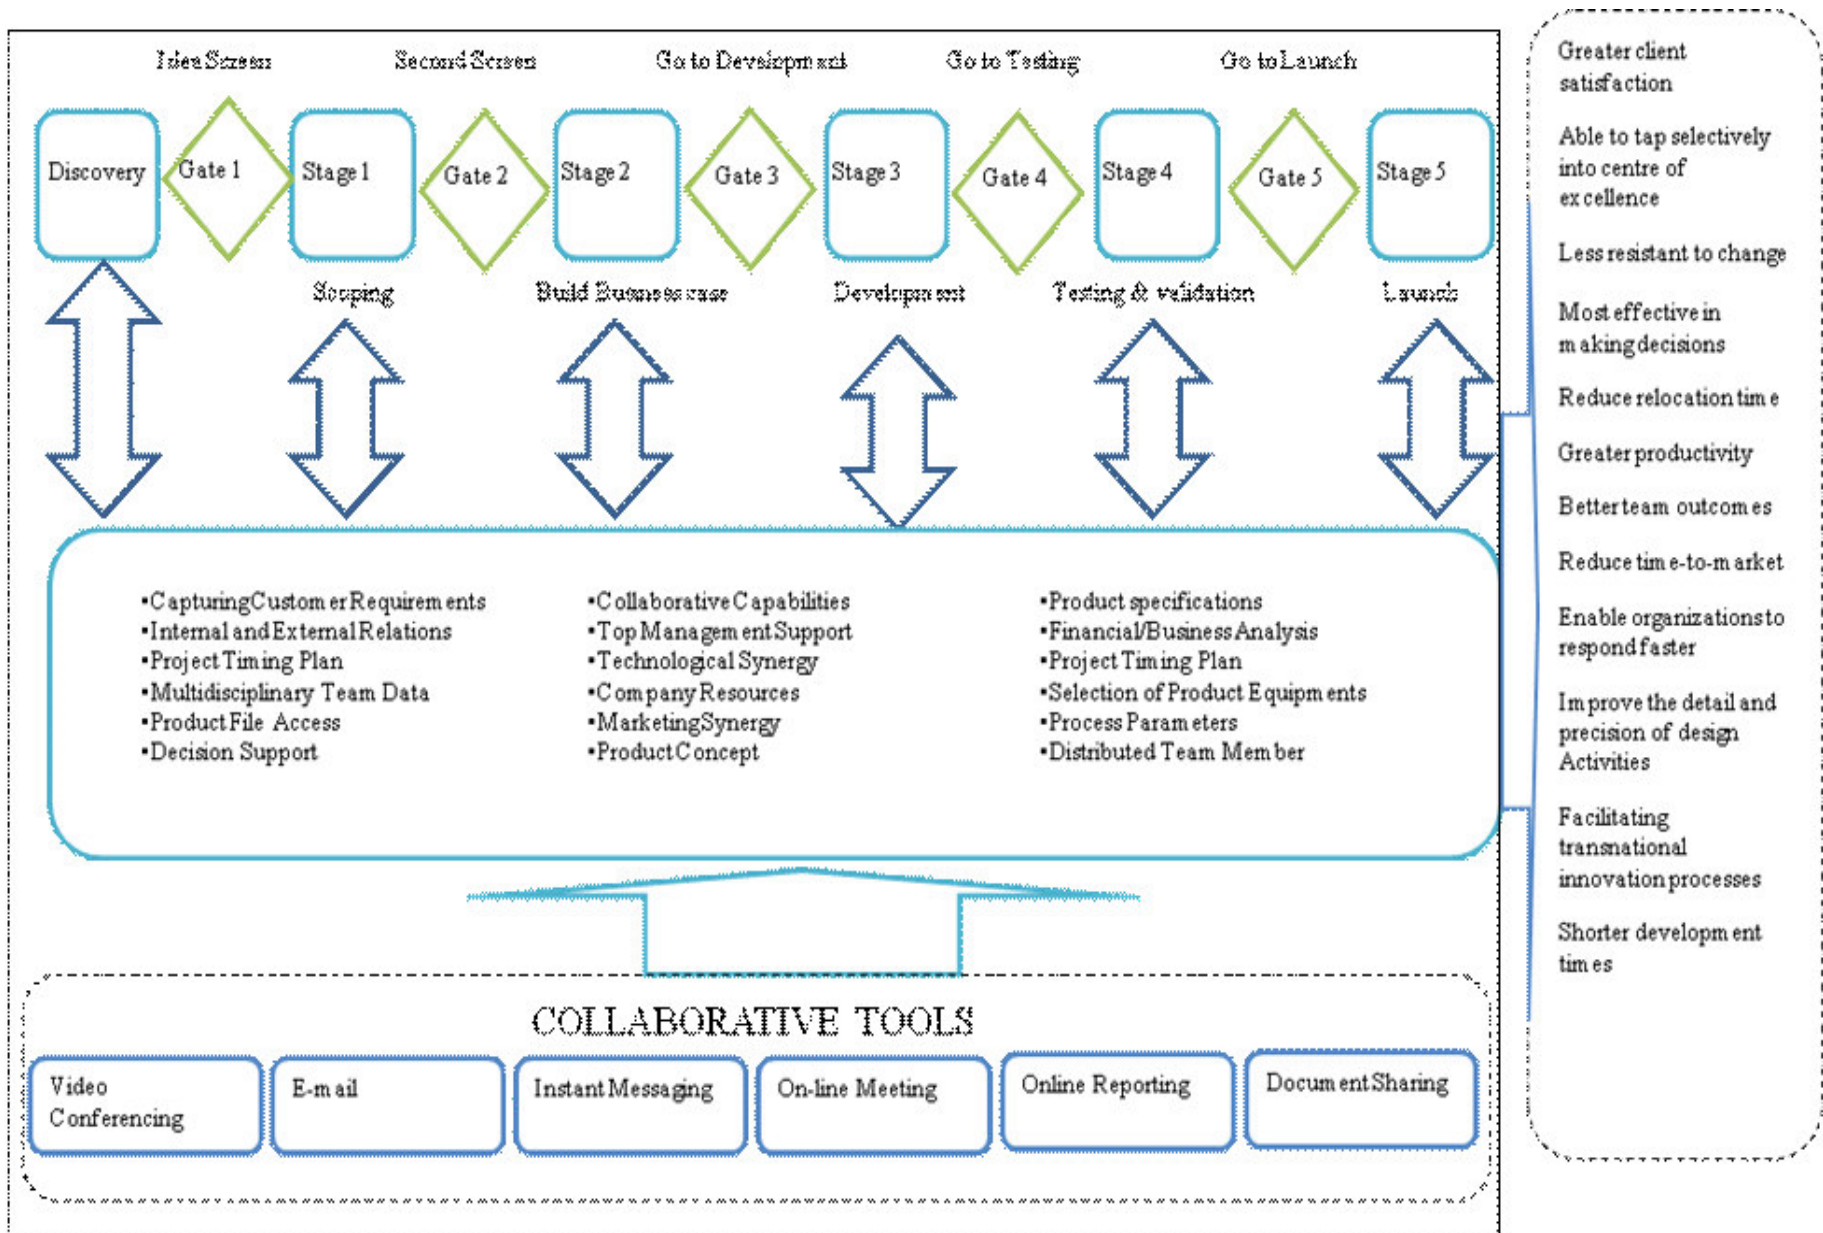 Idea Screen
Second Screen
Go to Development
Go to Testing
Go to Launch
Discovery
Gate 1
Stage 1
Gate 2
Stage 2
Gate 3
Stage 3
Gate 4
Stage 4
Gate 5
Stage 5
Scoping
Build Business case
Development
Testing & validation
Launch
▪Capturing Customer Requirements
▪Internal and External Relations
▪Project Timing Plan
▪Multidisciplinary Team Data
▪Product File Access
▪Decision Support
▪Collaborative Capabilities
▪Top Management Support
▪Technological Synergy
▪Company Resources
▪Marketing Synergy
▪Product Concept
▪Product specifications
▪Financial/Business Analysis
▪Project Timing Plan
▪Selection of Product Equipments
▪Process Parameters
▪Distributed Team Member
COLLABORATIVE TOOLS
Video
Conferencing
E-mail
Instant Messaging
On-line Meeting
Online Reporting
Document Sharing
Greater client
satisfaction
Able to tap selectively
into centre of
excellence
Less resistant to change
Most effective in
making decisions
Reduce relocation time
Greater productivity
Better team outcomes
Reduce time-to-market
Enable organizations to
respond faster
Improve the detail and
precision of design
Activities
Facilitating
transnational
innovation processes
Shorter development
times